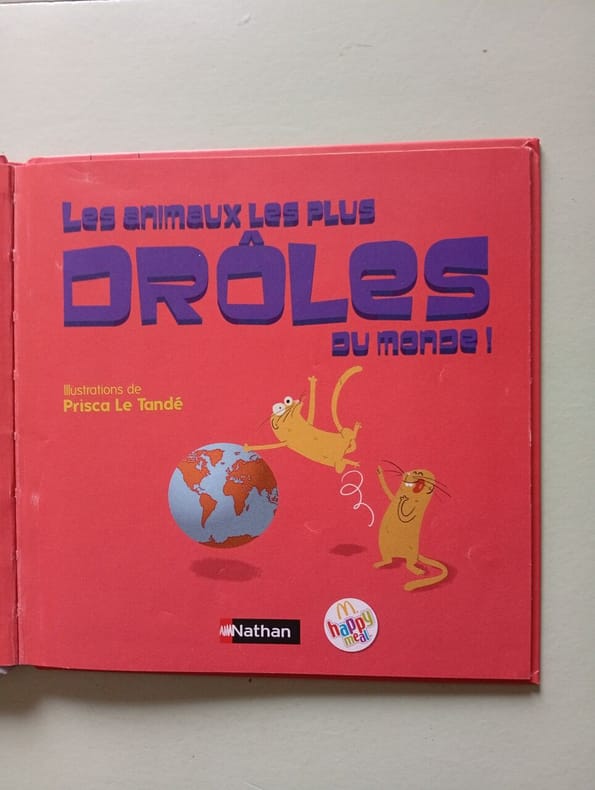 Les animaux les plus
DRÔLES
du monde !
Illustrations de
Prisca Le Tandé
Nathan
happy
meal